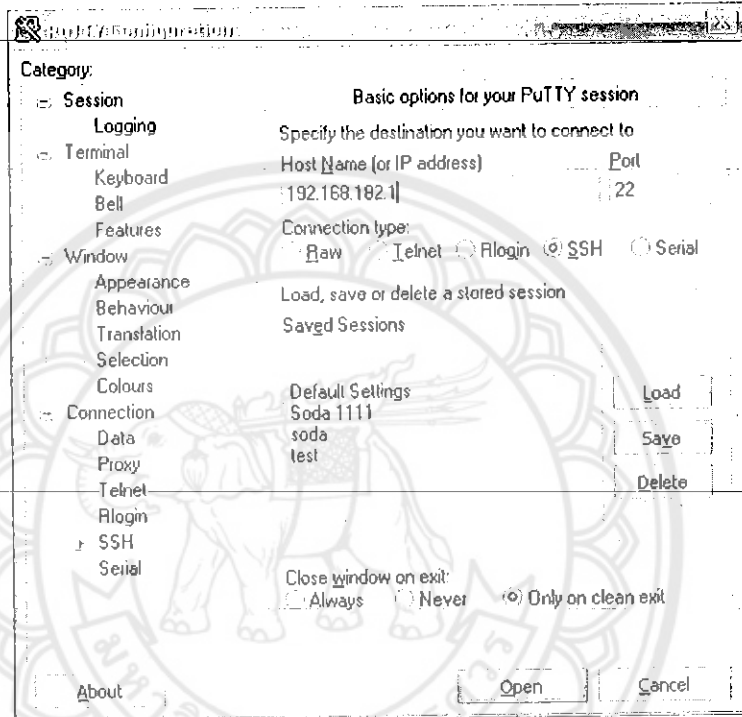 PuTTY Configuration
Category:
Session
Logging
Terminal
Keyboard
Bell
Features
Window
Appearance
Behaviour
Translation
Selection
Colours
Connection
Data
Proxy
Telnet
Rlogin
SSH
Serial
Basic options for your PuTTY session
Specify the destination you want to connect to
Host Name (or IP address) Port
192.168.182.1 22
Connection type:
Raw Telnet Rlogin SSH Serial
Load, save or delete a stored session
Saved Sessions
Default Settings
Soda 1111
soda
test
Load
Save
Delete
Close window on exit:
Always Never Only on clean exit
About Open Cancel